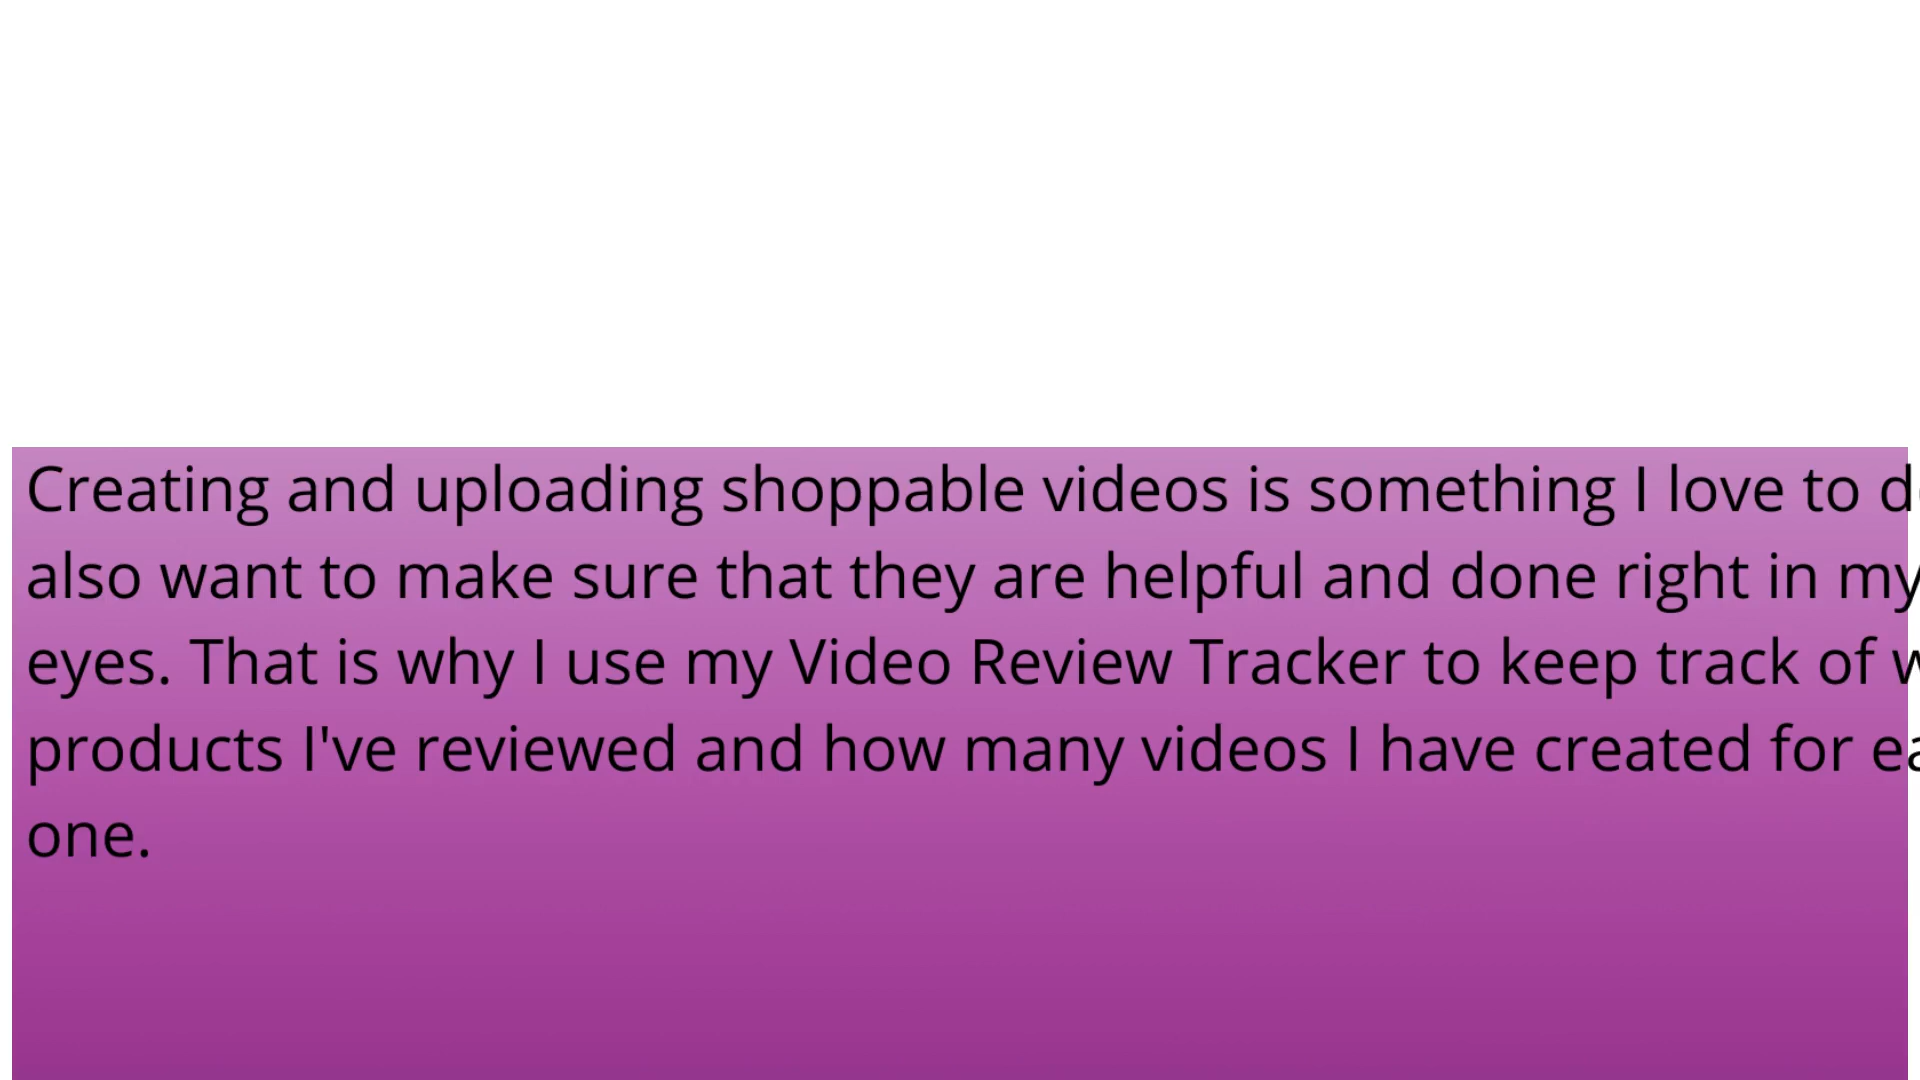 Creating and uploading shoppable videos is something I love to
also want to make sure that they are helpful and done right in my
eyes. That is why I use my Video Review Tracker to keep track of
products I've reviewed and how many videos I have created for
one.